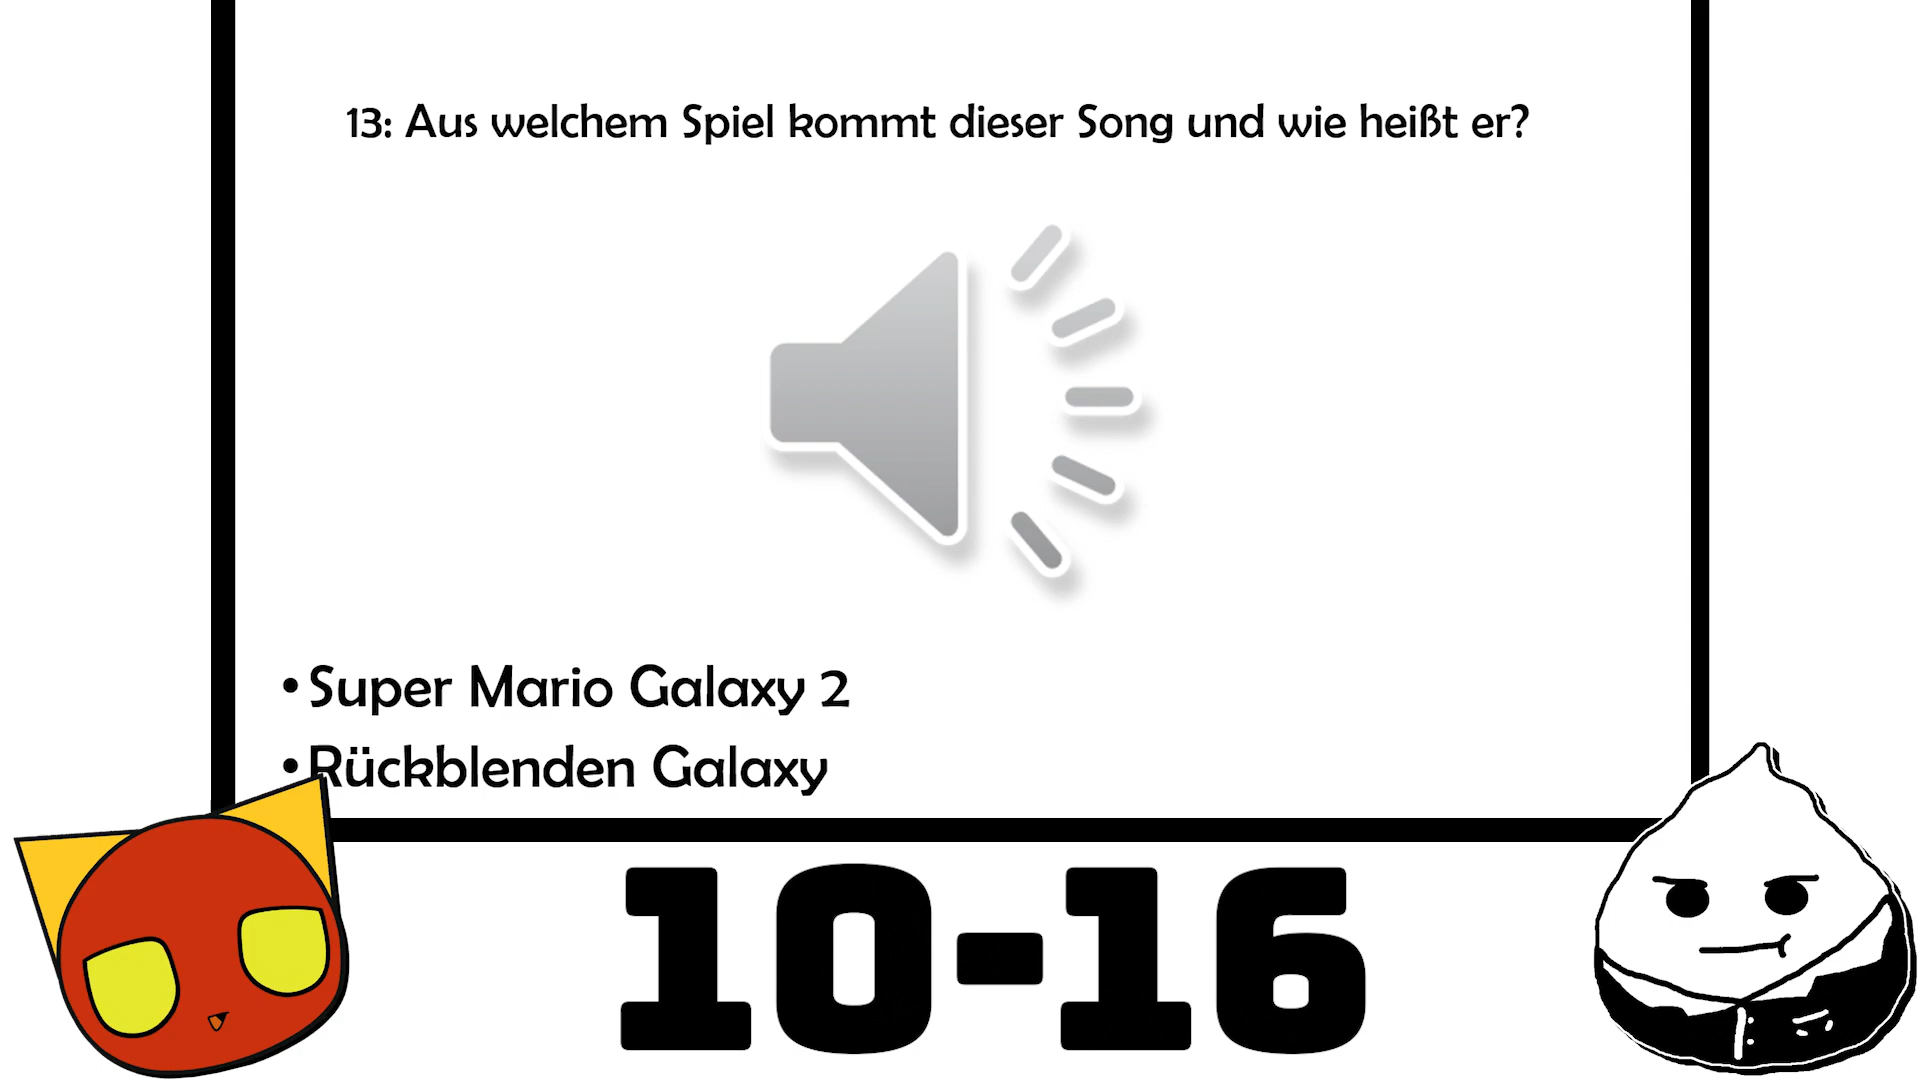 13: Aus welchem Spiel kommt dieser Song und wie heißt er?
• Super Mario Galaxy 2
• Rückblenden Galaxy
10-16